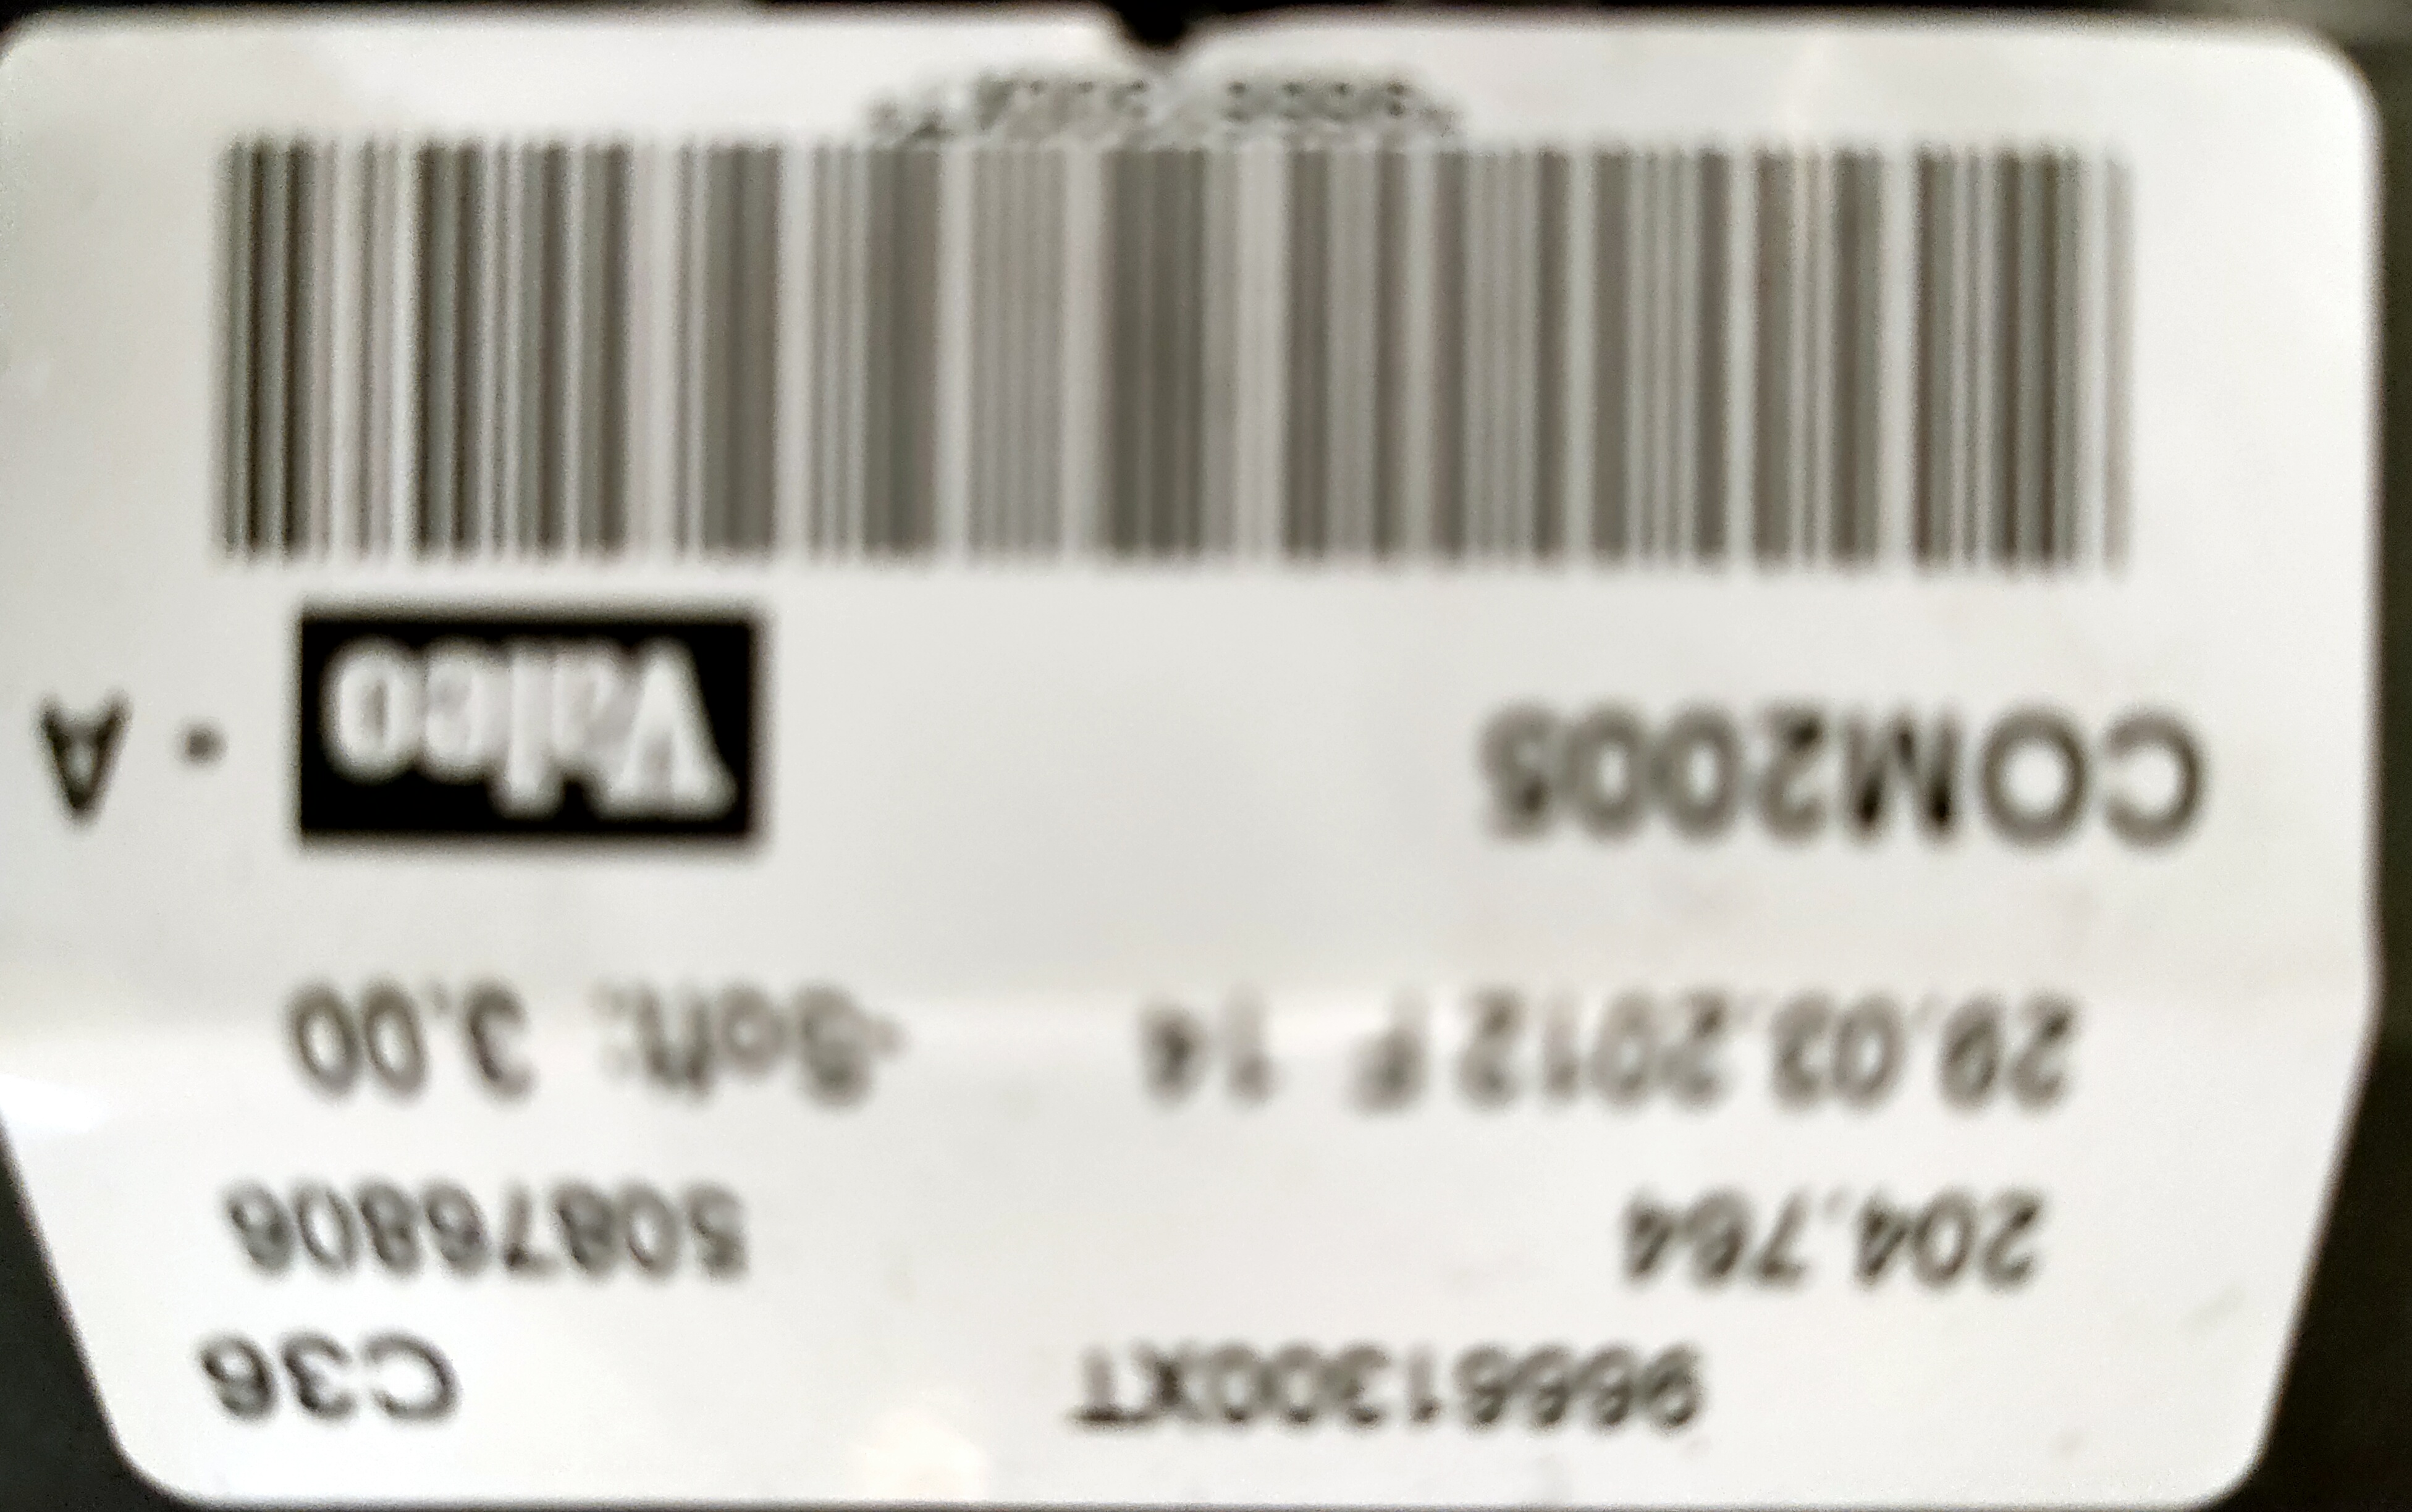 96661300XT C36
204.764 50876806
29.03.2012 F 14 -Soft: 3.00
COM2005 Valeo • A